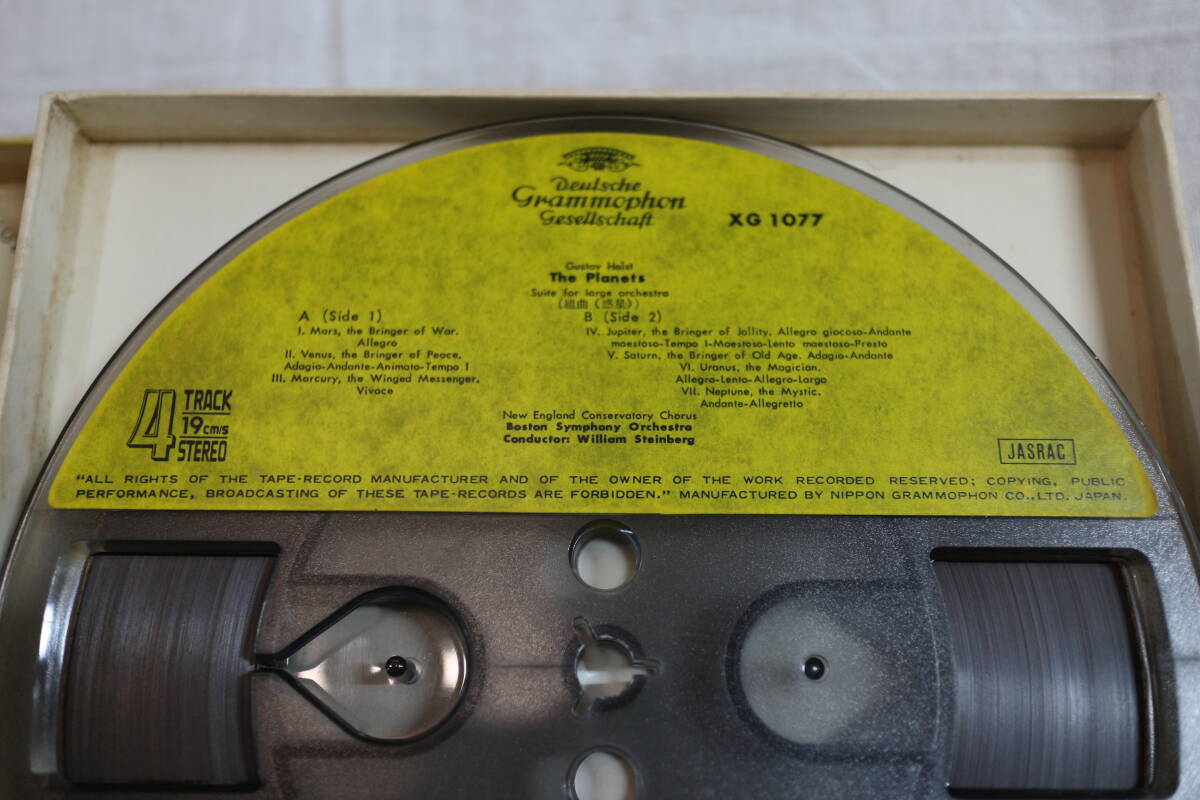 Deutsche
Grammophon
Gesellschaft
XG 1077
Gustav Holst
The Planets
Suite for large orchestra
(組曲《惑星》)
A (Side 1)
I. Mars, the Bringer of War.
Allegro
II. Venus, the Bringer of Peace.
Adagio-Andante-Animato-Tempo I
III. Mercury, the Winged Messenger.
Vivace
B (Side 2)
IV. Jupiter, the Bringer of Jollity. Allegro giocoso-Andante
maestoso-Tempo I-Maestoso-Lento maestoso-Presto
V. Saturn, the Bringer of Old Age. Adagio-Andante
VI. Uranus, the Magician.
Allegro-Lento-Allegro-Largo
VII. Neptune, the Mystic.
Andante-Allegretto
New England Conservatory Chorus
Boston Symphony Orchestra
Conductor: William Steinberg
4 TRACK
19cm/s
STEREO
JASRAC
"ALL RIGHTS OF THE TAPE-RECORD MANUFACTURER AND OF THE OWNER OF THE WORK RECORDED RESERVED; COPYING, PUBLIC
PERFORMANCE, BROADCASTING OF THESE TAPE-RECORDS ARE FORBIDDEN." MANUFACTURED BY NIPPON GRAMMOPHON CO., LTD. JAPAN.